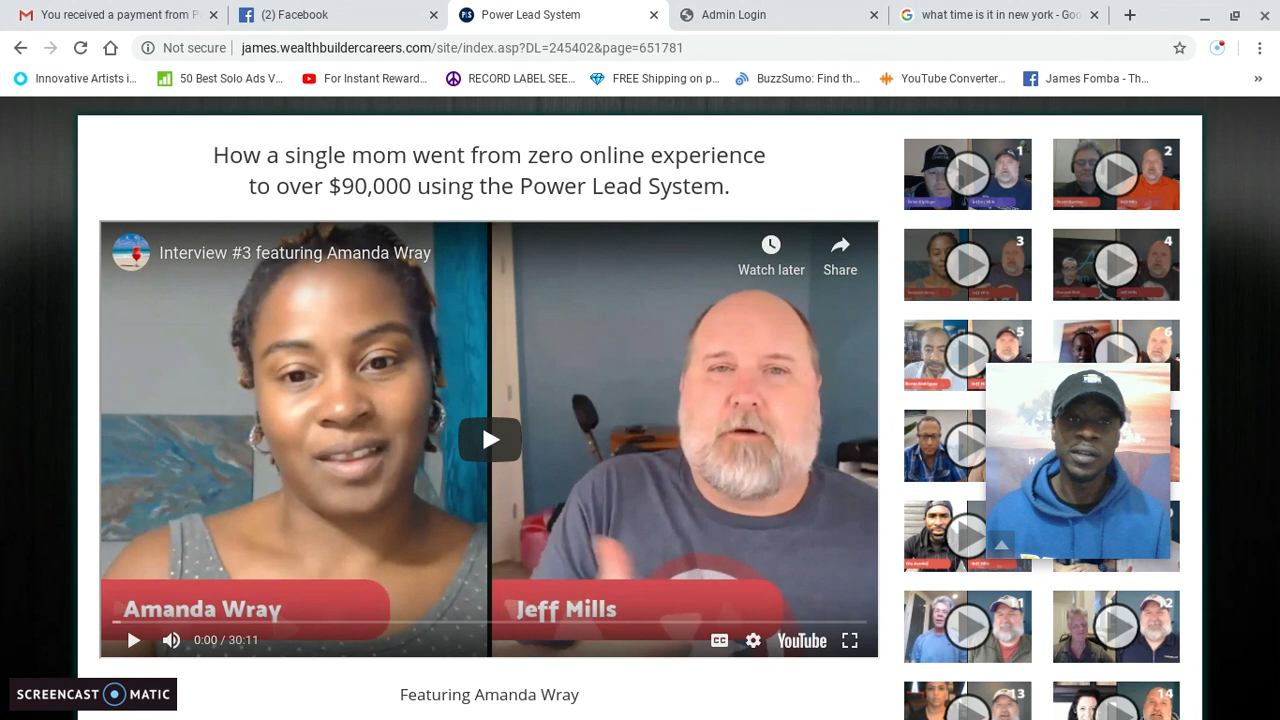 You received a payment from P
(2) Facebook
Power Lead System
Admin Login
what time is it in new york - Goo
Not secure
james.wealthbuildercareers.com/site/index.asp?DL=245402&page=651781
Innovative Artists i...
50 Best Solo Ads V...
For Instant Reward...
RECORD LABEL SEE...
FREE Shipping on p...
BuzzSumo: Find th...
YouTube Converter...
James Fomba - Th...
How a single mom went from zero online experience
to over $90,000 using the Power Lead System.
Interview #3 featuring Amanda Wray
Watch later
Share
Amanda Wray
Jeff Mills
0:00 / 30:11
CC
YouTube
Featuring Amanda Wray
1
2
3
4
5
6
11
12
13
14
SCREENCAST MATIC